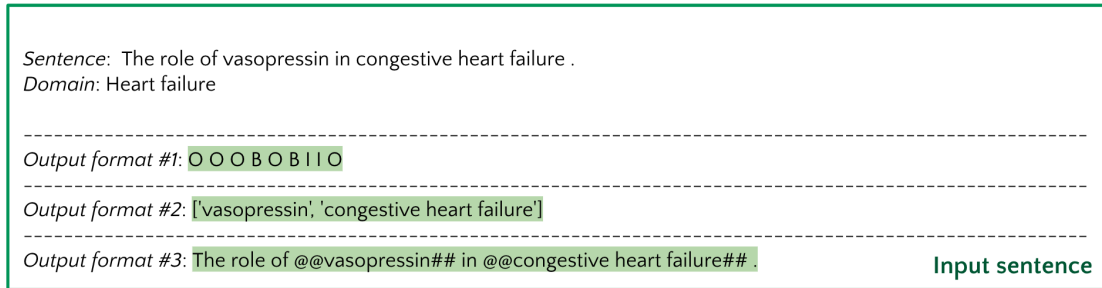 Sentence: The role of vasopressin in congestive heart failure .
Domain: Heart failure
Output format #1: O O O B O B I I O
Output format #2: ['vasopressin', 'congestive heart failure']
Output format #3: The role of @@vasopressin## in @@congestive heart failure## .
Input sentence